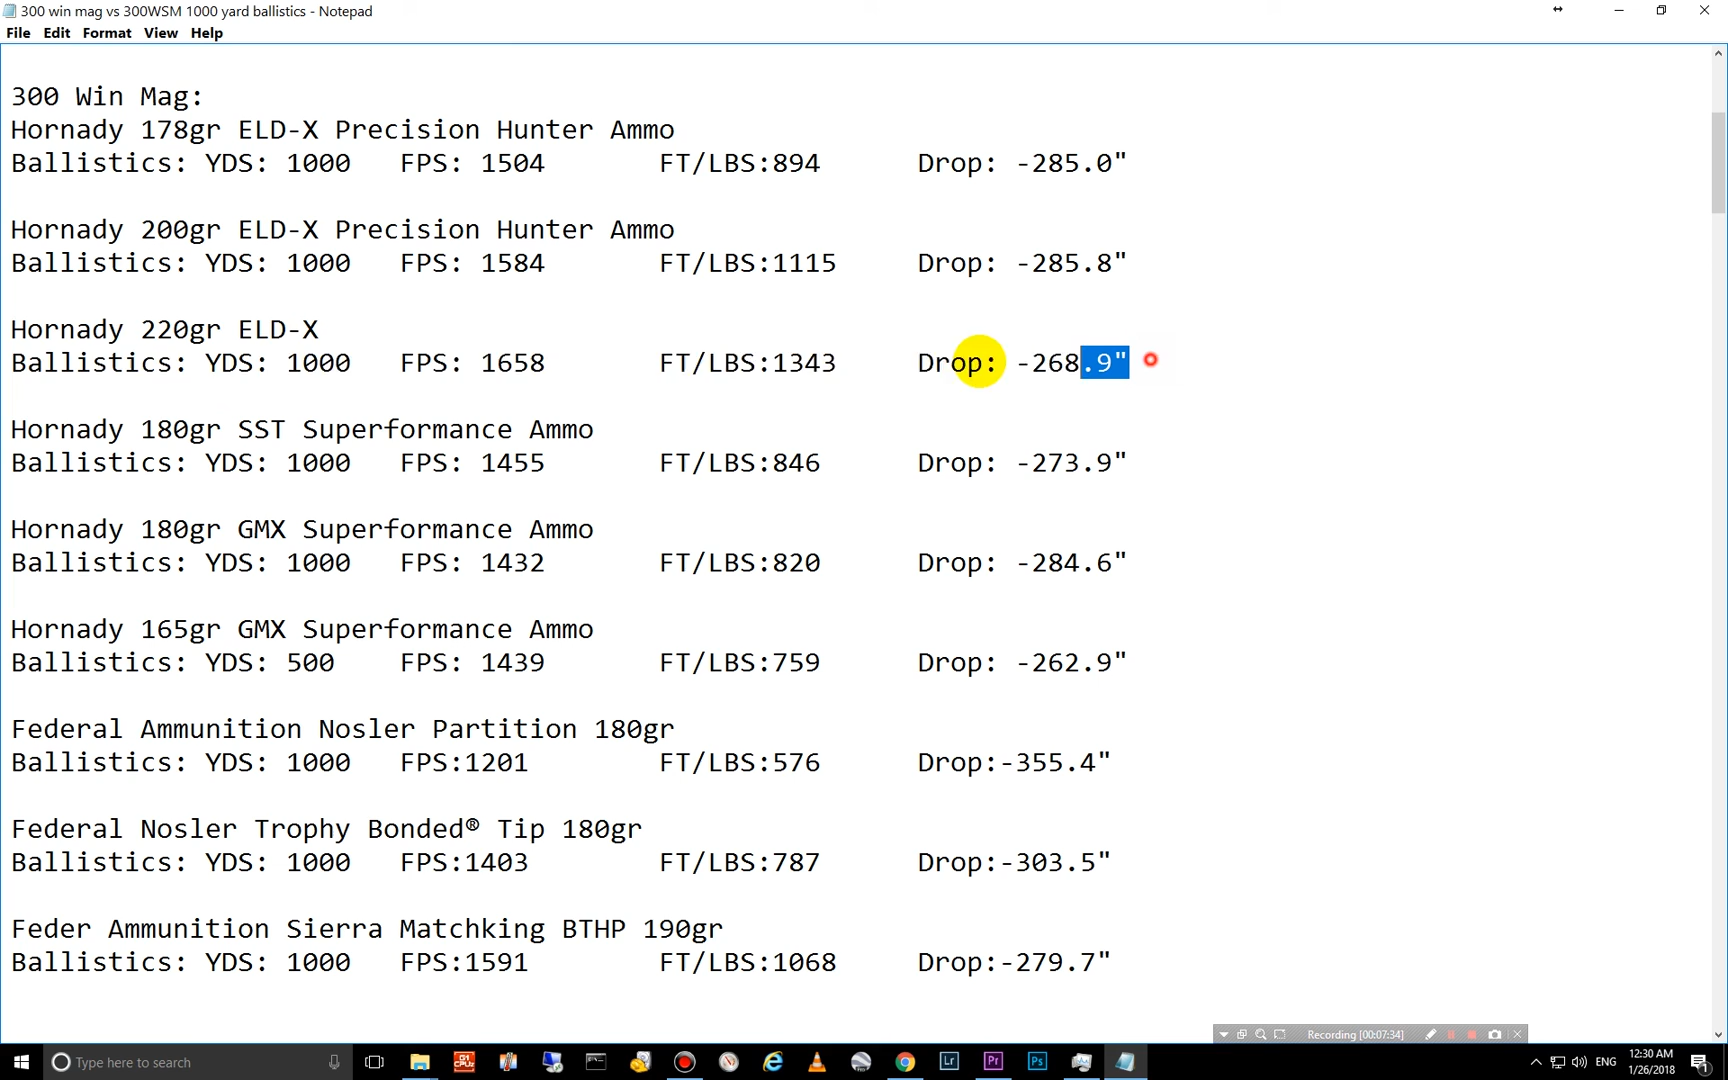 300 win mag vs 300WSM 1000 yard ballistics - Notepad
File Edit Format View Help
300 Win Mag:
Hornady 178gr ELD-X Precision Hunter Ammo
Ballistics: YDS: 1000 FPS: 1504 FT/LBS:894 Drop: -285.0"
Hornady 200gr ELD-X Precision Hunter Ammo
Ballistics: YDS: 1000 FPS: 1584 FT/LBS:1115 Drop: -285.8"
Hornady 220gr ELD-X
Ballistics: YDS: 1000 FPS: 1658 FT/LBS:1343 Drop: -268.9"
Hornady 180gr SST Superformance Ammo
Ballistics: YDS: 1000 FPS: 1455 FT/LBS:846 Drop: -273.9"
Hornady 180gr GMX Superformance Ammo
Ballistics: YDS: 1000 FPS: 1432 FT/LBS:820 Drop: -284.6"
Hornady 165gr GMX Superformance Ammo
Ballistics: YDS: 500 FPS: 1439 FT/LBS:759 Drop: -262.9"
Federal Ammunition Nosler Partition 180gr
Ballistics: YDS: 1000 FPS:1201 FT/LBS:576 Drop:-355.4"
Federal Nosler Trophy Bonded® Tip 180gr
Ballistics: YDS: 1000 FPS:1403 FT/LBS:787 Drop:-303.5"
Feder Ammunition Sierra Matchking BTHP 190gr
Ballistics: YDS: 1000 FPS:1591 FT/LBS:1068 Drop:-279.7"
Recording [00:07:34]
Type here to search
Lr Pr Ps
ENG
12:30 AM
1/26/2018
1